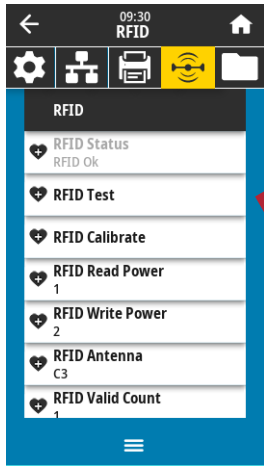 09:30
RFID
RFID
RFID Status
RFID Ok
RFID Test
RFID Calibrate
RFID Read Power
1
RFID Write Power
2
RFID Antenna
C3
RFID Valid Count
1